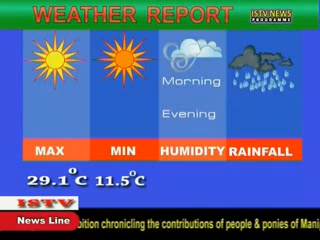 WEATHER REPORT
ISTV NEWS
PROGRAMME
Morning
Evening
MAX MIN HUMIDITY RAINFALL
29.1°C 11.5°C
ISTV
News Line
bition chronicling the contributions of people & ponies of Mani